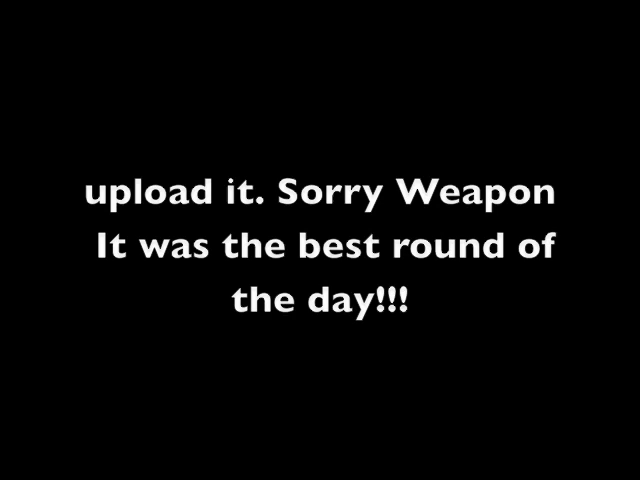 upload it. Sorry Weapon
It was the best round of
the day!!!